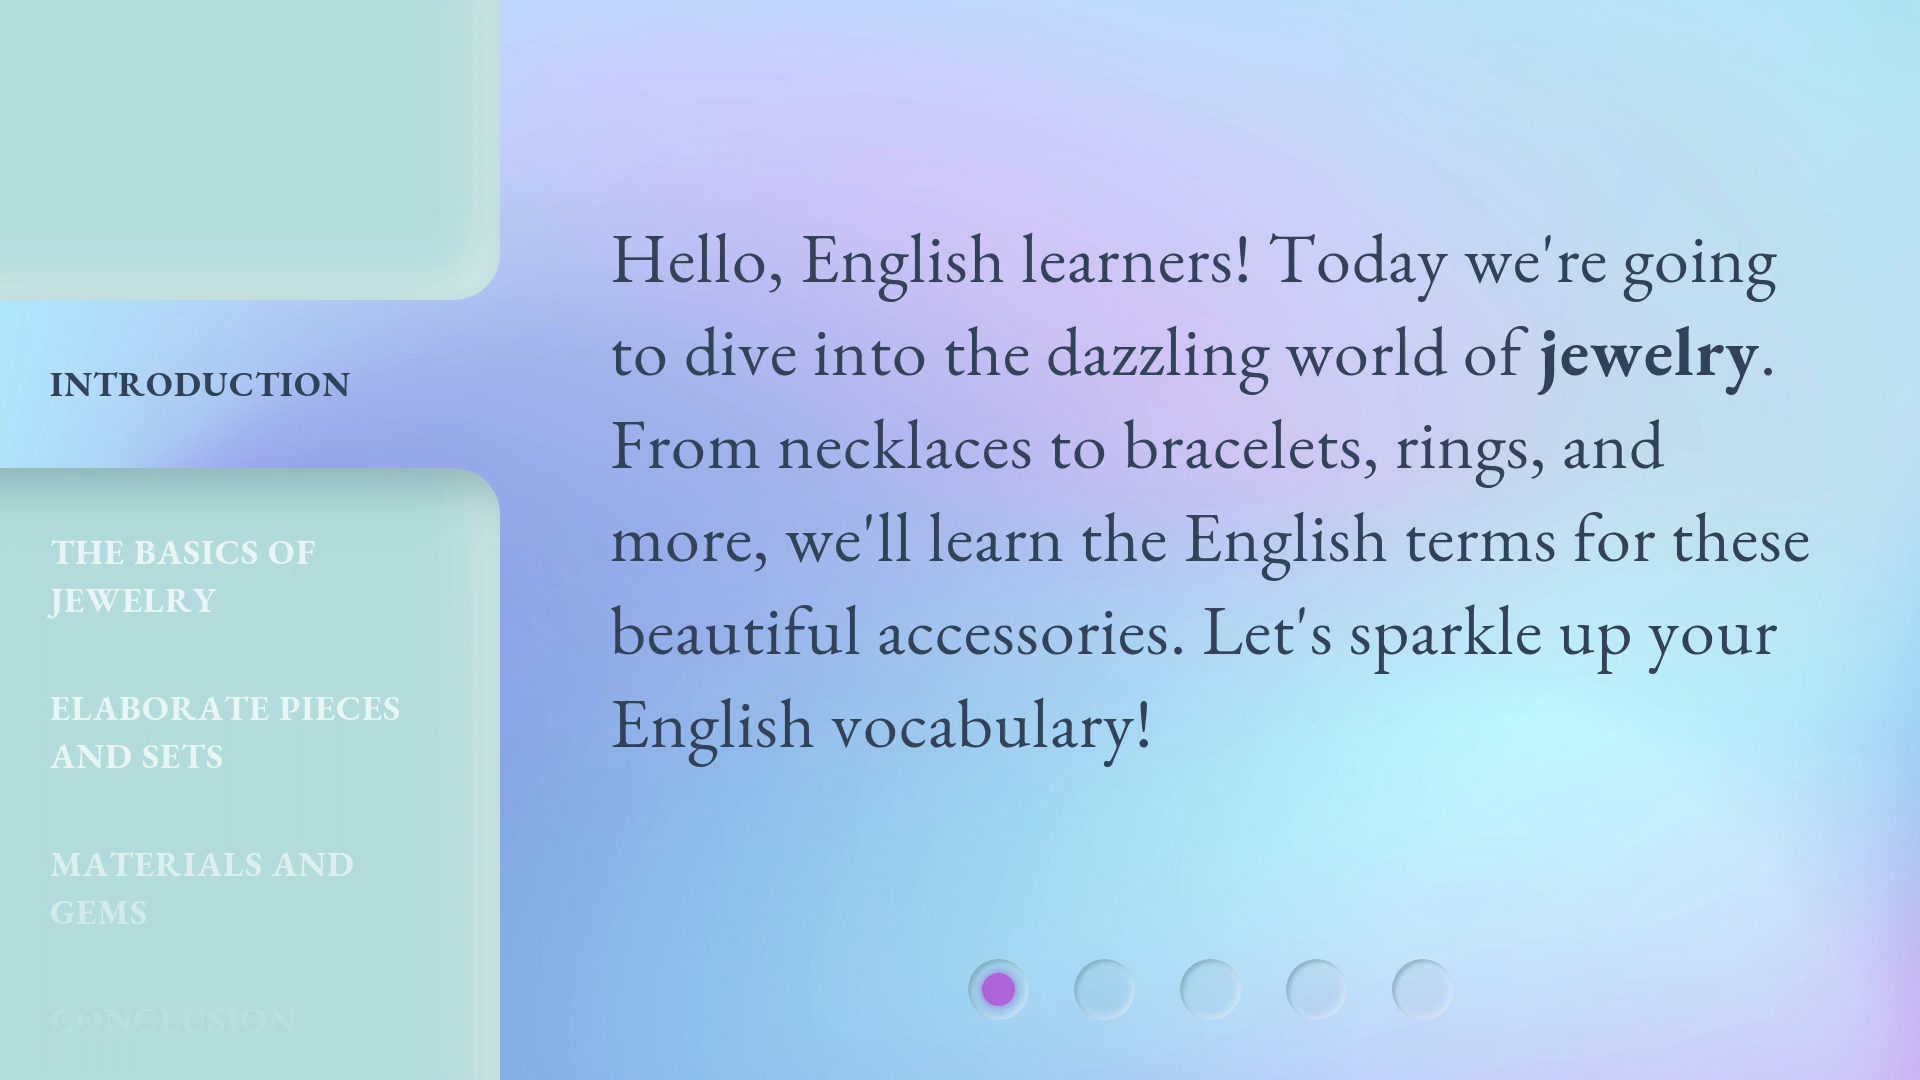 INTRODUCTION
THE BASICS OF
JEWELRY
ELABORATE PIECES
AND SETS
MATERIALS AND
GEMS
CONCLUSION
Hello, English learners! Today we're going
to dive into the dazzling world of jewelry.
From necklaces to bracelets, rings, and
more, we'll learn the English terms for these
beautiful accessories. Let's sparkle up your
English vocabulary!